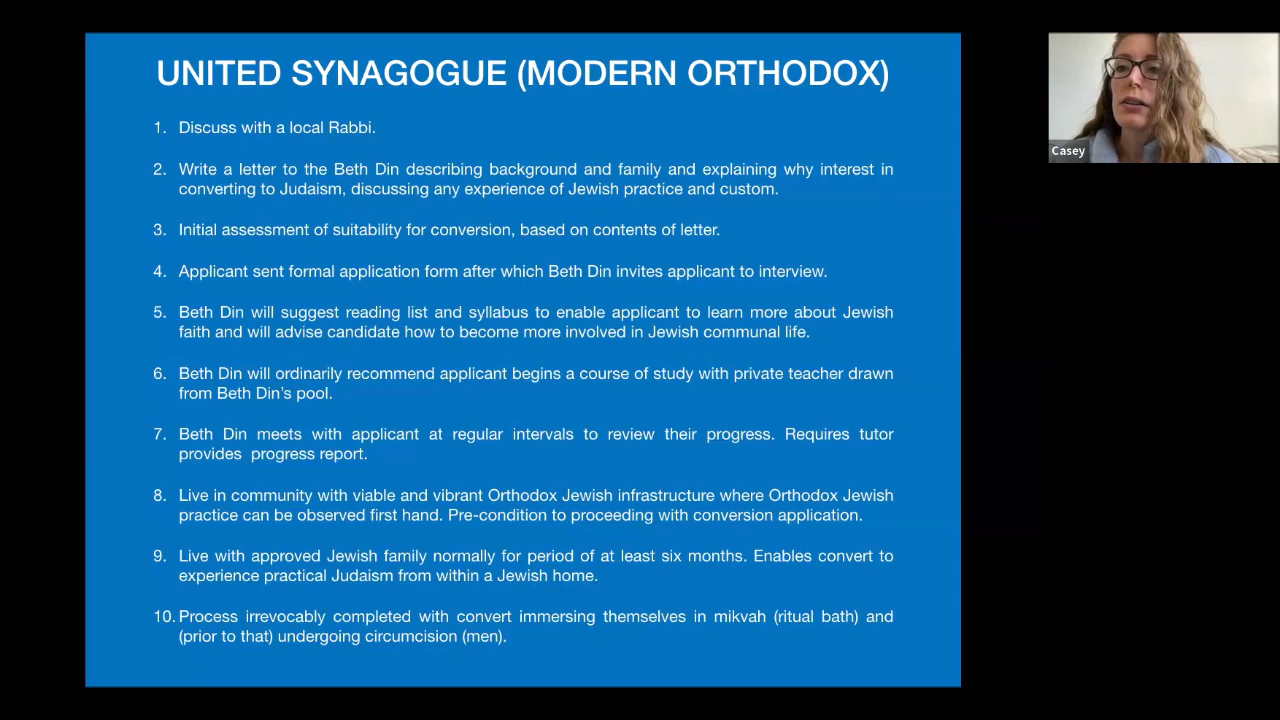 UNITED SYNAGOGUE (MODERN ORTHODOX)
1. Discuss with a local Rabbi.
2. Write a letter to the Beth Din describing background and family and explaining why interest in
converting to Judaism, discussing any experience of Jewish practice and custom.
3. Initial assessment of suitability for conversion, based on contents of letter.
4. Applicant sent formal application form after which Beth Din invites applicant to interview.
5. Beth Din will suggest reading list and syllabus to enable applicant to learn more about Jewish
faith and will advise candidate how to become more involved in Jewish communal life.
6. Beth Din will ordinarily recommend applicant begins a course of study with private teacher drawn
from Beth Din's pool.
7. Beth Din meets with applicant at regular intervals to review their progress. Requires tutor
provides progress report.
8. Live in community with viable and vibrant Orthodox Jewish infrastructure where Orthodox Jewish
practice can be observed first hand. Pre-condition to proceeding with conversion application.
9. Live with approved Jewish family normally for period of at least six months. Enables convert to
experience practical Judaism from within a Jewish home.
10. Process irrevocably completed with convert immersing themselves in mikvah (ritual bath) and
(prior to that) undergoing circumcision (men).
Casey